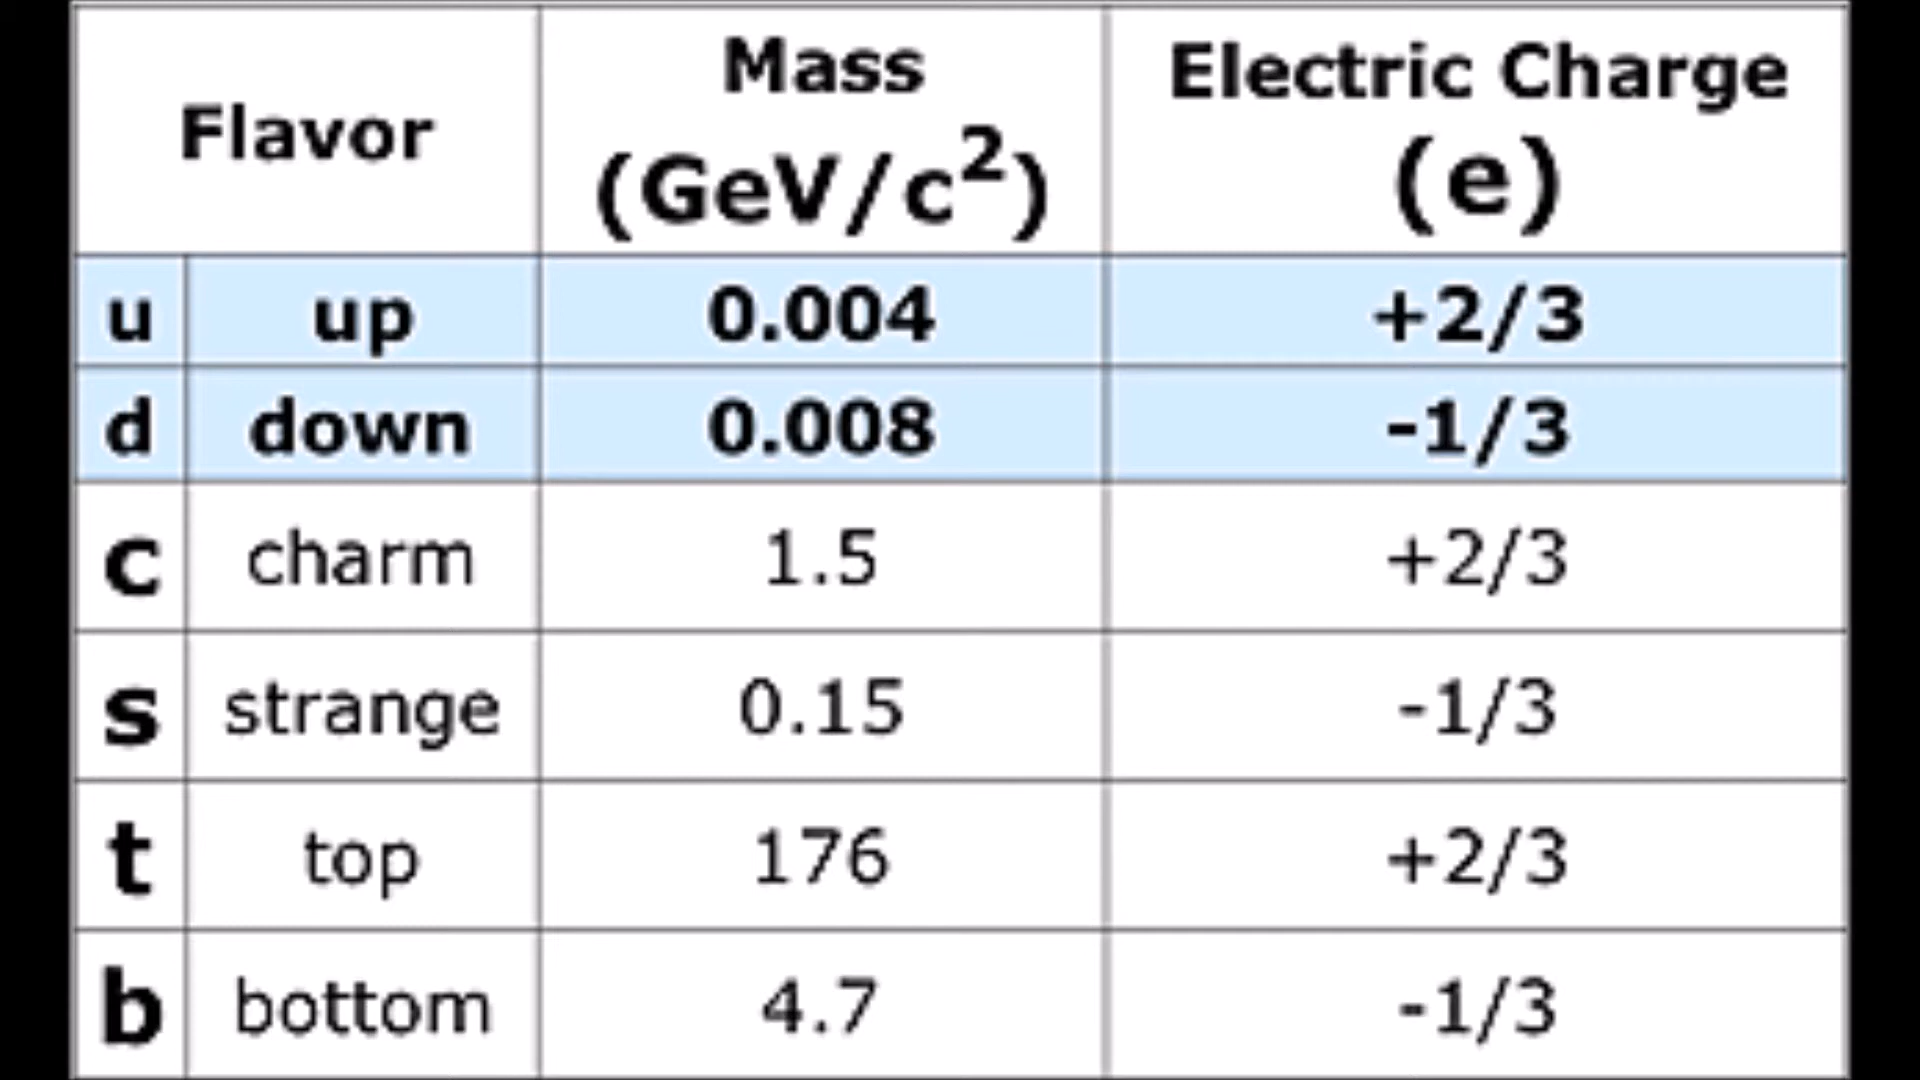 Flavor Mass (GeV/c²) Electric Charge (e)
u up 0.004 +2/3
d down 0.008 -1/3
c charm 1.5 +2/3
s strange 0.15 -1/3
t top 176 +2/3
b bottom 4.7 -1/3